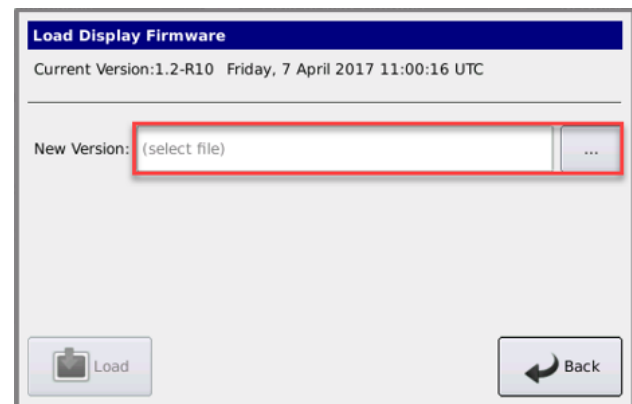 Load Display Firmware
Current Version:1.2-R10 Friday, 7 April 2017 11:00:16 UTC
New Version: (select file) ...
Load Back